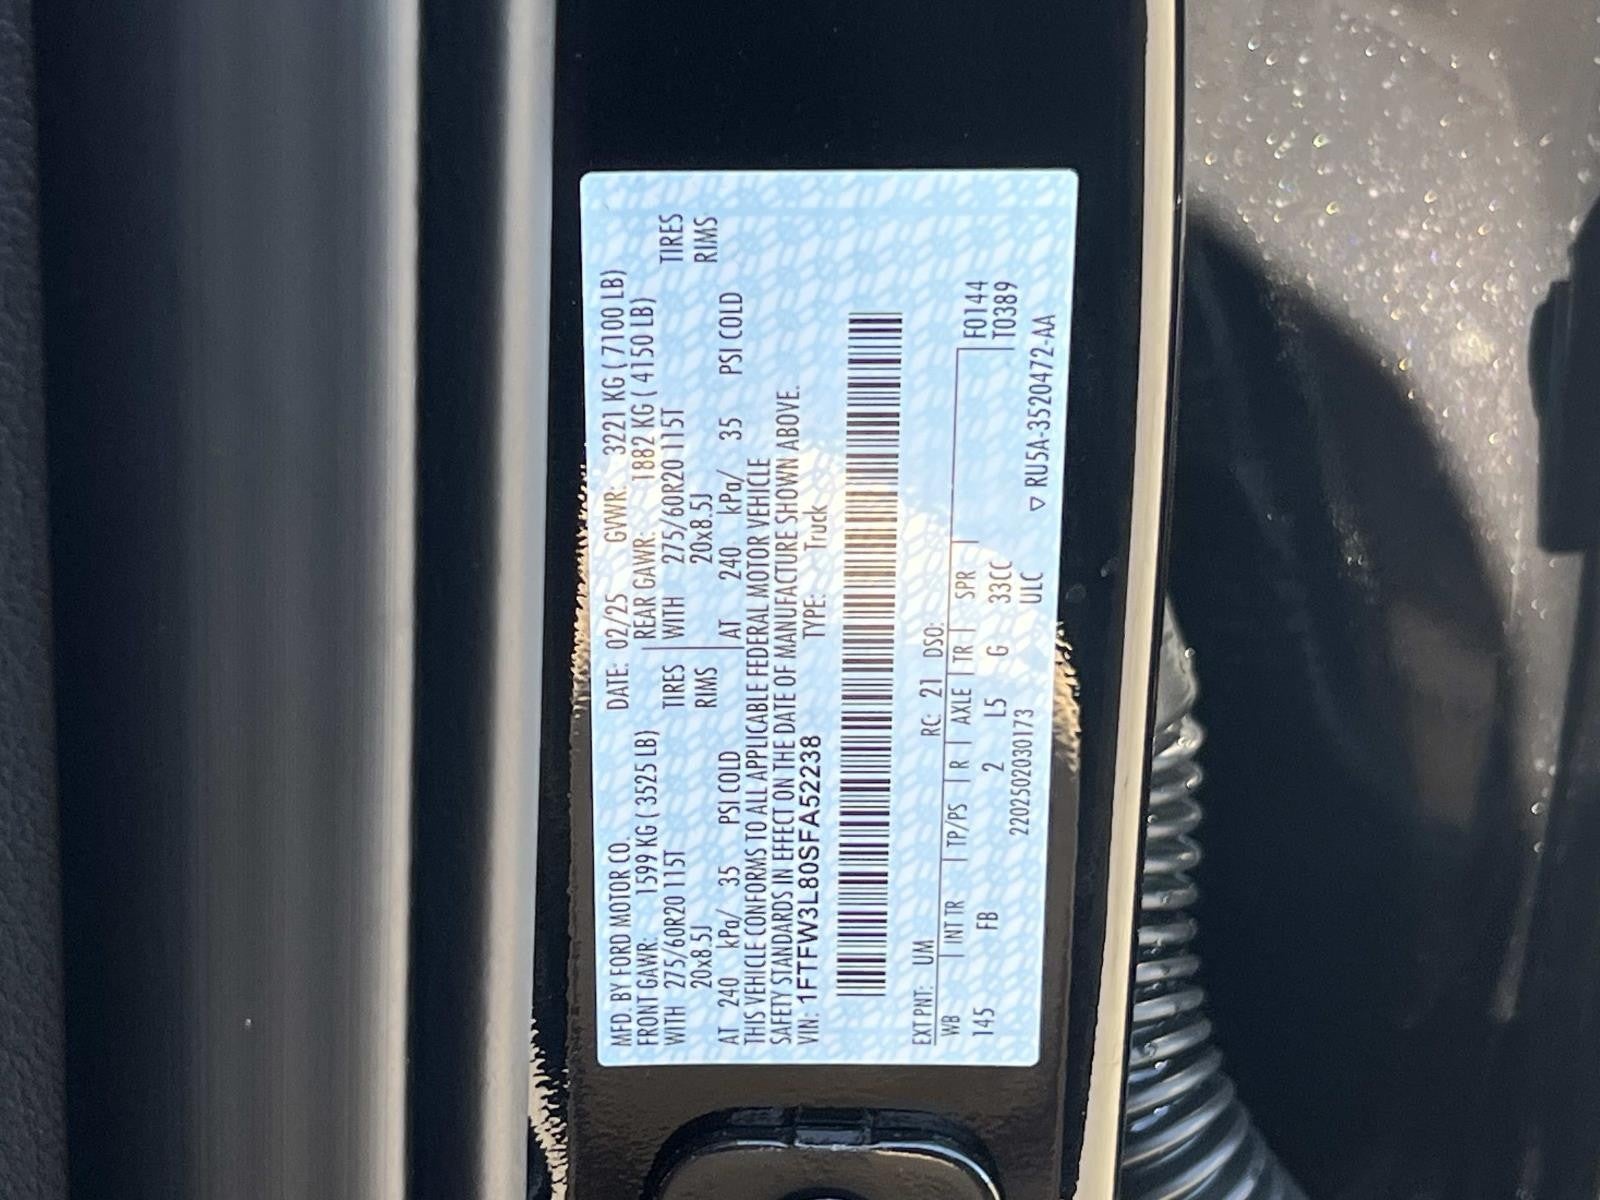 MFD. BY FORD MOTOR CO. DATE: 02/25 GVWR: 3221 KG ( 7100 LB)
FRONT GAWR: 1599 KG ( 3525 LB) REAR GAWR: 1882 KG ( 4150 LB)
WITH 275/60R20 115T TIRES WITH 275/60R20 115T TIRES
20x8.5J RIMS 20x8.5J RIMS
AT 240 kPa/ 35 PSI COLD AT 240 kPa/ 35 PSI COLD
THIS VEHICLE CONFORMS TO ALL APPLICABLE FEDERAL MOTOR VEHICLE
SAFETY STANDARDS IN EFFECT ON THE DATE OF MANUFACTURE SHOWN ABOVE.
VIN: 1FTFW3L80SFA52238 TYPE: Truck
EXT PNT: UM RC: 21 DSO:
WB INT TR TP/PS R AXLE TR SPR F0144
145 FB 2 L5 G 33CC T0389
2202502030173 ULC ▽ RU5A-3520472-AA